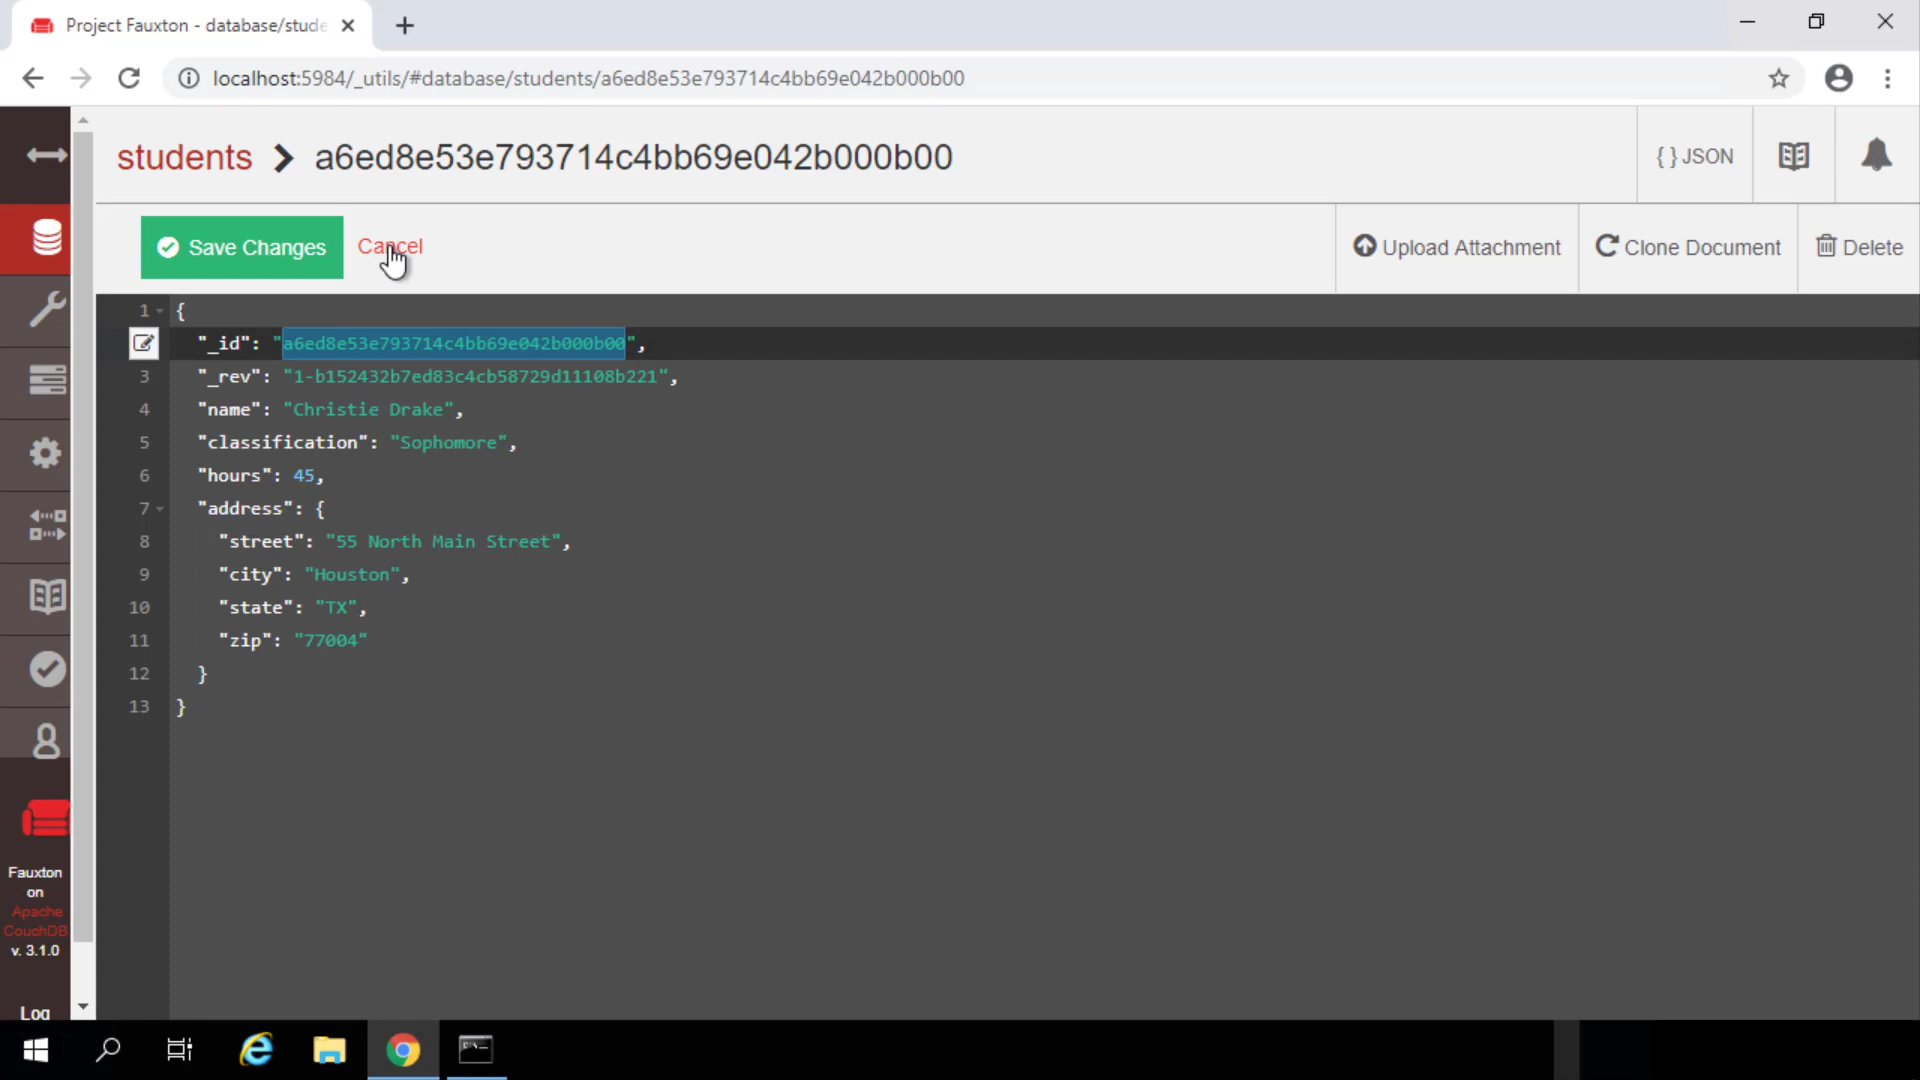 Project Fauxton - database/stude
localhost:5984/_utils/#database/students/a6ed8e53e793714c4bb69e042b000b00
students > a6ed8e53e793714c4bb69e042b000b00
{ } JSON
Save Changes
Cancel
Upload Attachment
Clone Document
Delete
1 {
"_id": "a6ed8e53e793714c4bb69e042b000b00",
3 "_rev": "1-b152432b7ed83c4cb58729d11108b221",
4 "name": "Christie Drake",
5 "classification": "Sophomore",
6 "hours": 45,
7 "address": {
8 "street": "55 North Main Street",
9 "city": "Houston",
10 "state": "TX",
11 "zip": "77004"
12 }
13 }
Fauxton
on
Apache
CouchDB
v. 3.1.0
Log